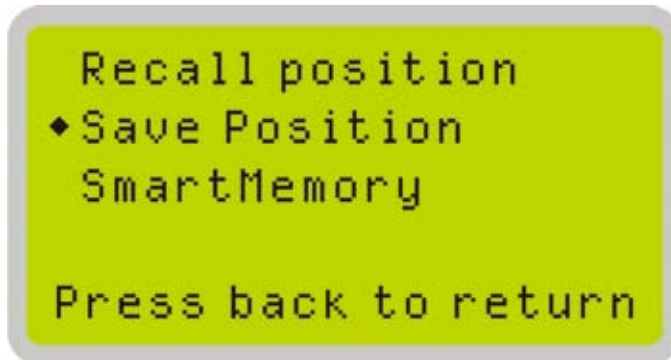 Recall position
◆Save Position
SmartMemory
Press back to return